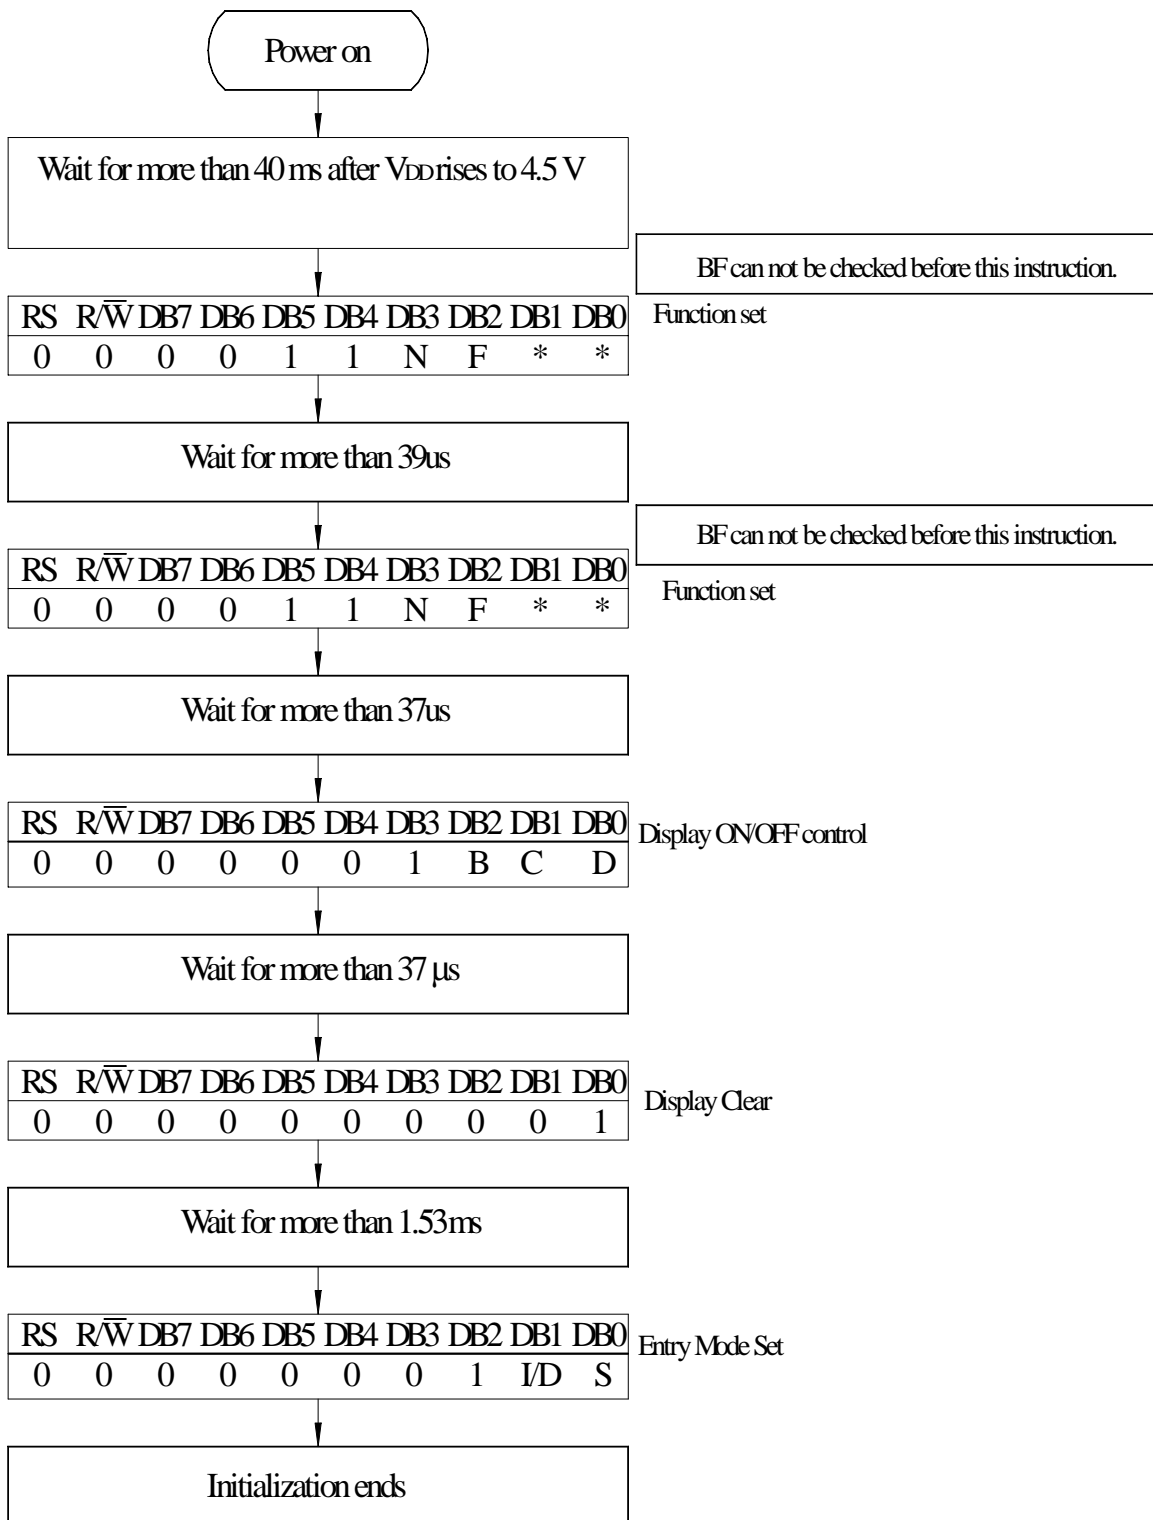 Power on
Wait for more than 40 ms after VDD rises to 4.5 V
BF can not be checked before this instruction.
RS R/W̅ DB7 DB6 DB5 DB4 DB3 DB2 DB1 DB0
Function set
0 0 0 0 1 1 N F * *
Wait for more than 39us
BF can not be checked before this instruction.
RS R/W̅ DB7 DB6 DB5 DB4 DB3 DB2 DB1 DB0
Function set
0 0 0 0 1 1 N F * *
Wait for more than 37us
RS R/W̅ DB7 DB6 DB5 DB4 DB3 DB2 DB1 DB0
Display ON/OFF control
0 0 0 0 0 0 1 B C D
Wait for more than 37 μs
RS R/W̅ DB7 DB6 DB5 DB4 DB3 DB2 DB1 DB0
Display Clear
0 0 0 0 0 0 0 0 0 1
Wait for more than 1.53ms
RS R/W̅ DB7 DB6 DB5 DB4 DB3 DB2 DB1 DB0
Entry Mode Set
0 0 0 0 0 0 0 1 I/D S
Initialization ends